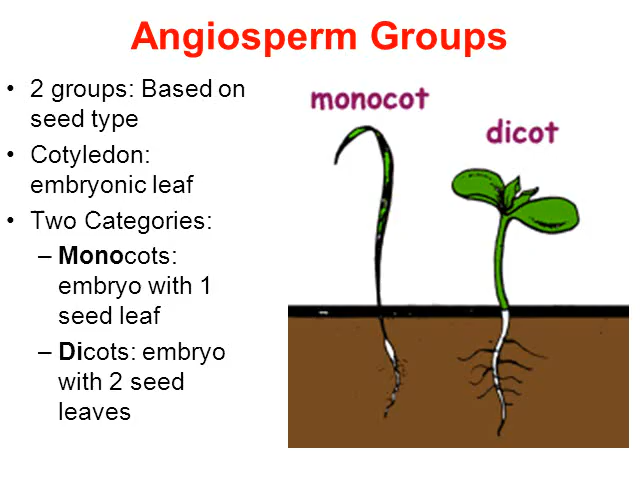 Angiosperm Groups
• 2 groups: Based on
seed type
• Cotyledon:
embryonic leaf
• Two Categories:
– Monocots:
embryo with 1
seed leaf
– Dicots: embryo
with 2 seed
leaves
monocot
dicot